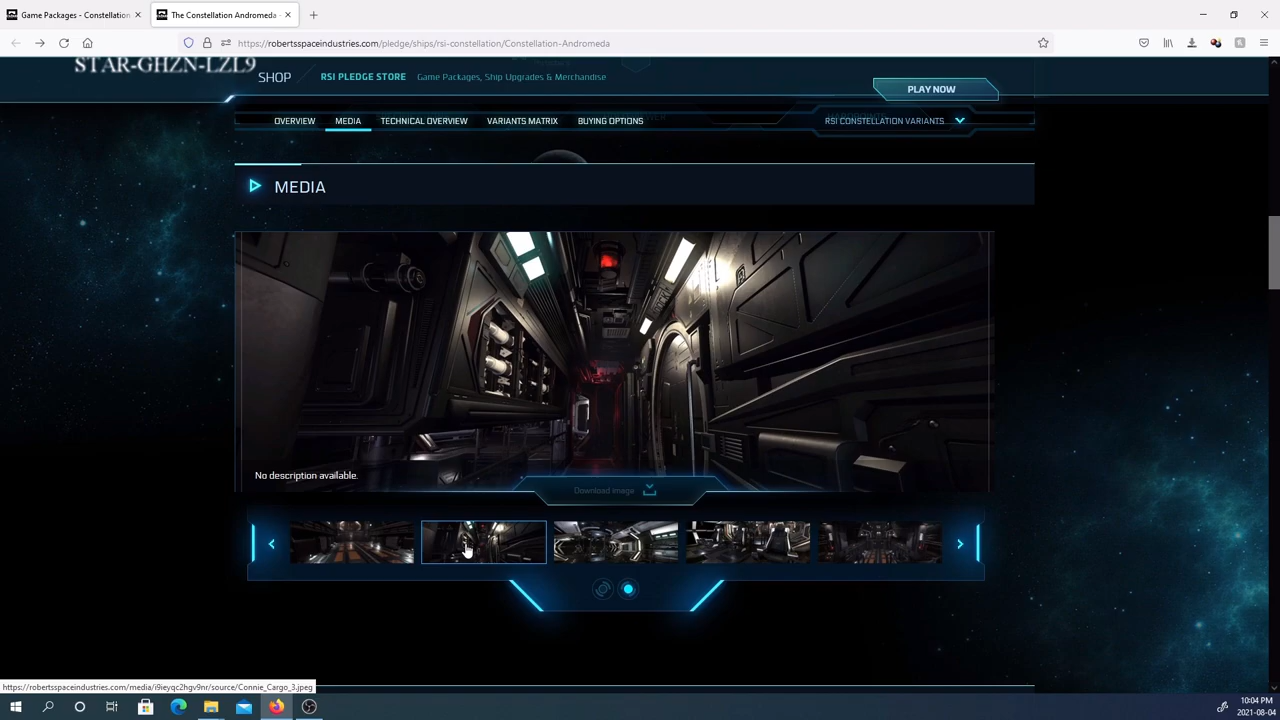 Game Packages - Constellation
The Constellation Andromeda -
https://robertsspaceindustries.com/pledge/ships/rsi-constellation/Constellation-Andromeda
STAR-GHZN-LZL9
SHOP
RSI PLEDGE STORE
Game Packages, Ship Upgrades & Merchandise
PLAY NOW
OVERVIEW
MEDIA
TECHNICAL OVERVIEW
VARIANTS MATRIX
BUYING OPTIONS
RSI CONSTELLATION VARIANTS
MEDIA
No description available.
Download image
https://robertsspaceindustries.com/media/i9ieyqc2hgv9nr/source/Connie_Cargo_3.jpeg
10:04 PM
2021-08-04